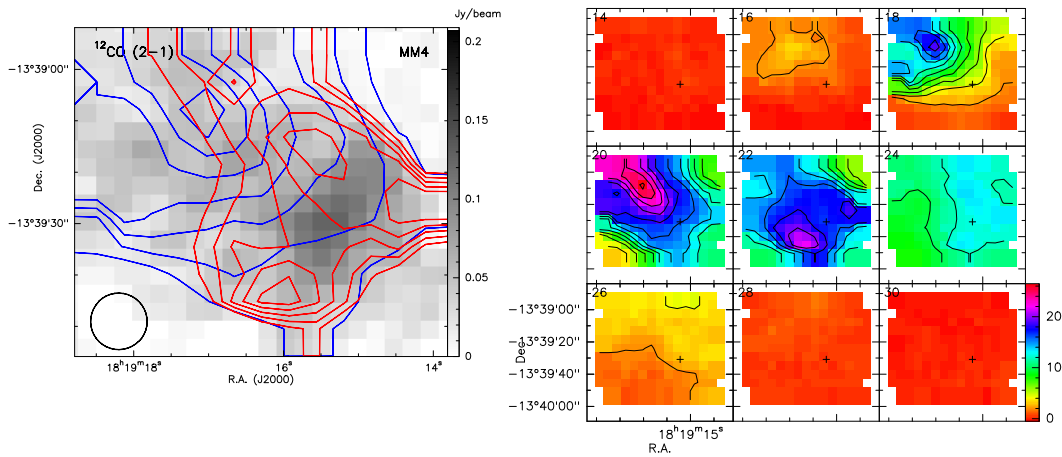 Jy/beam
¹²CO (2−1) MM4
0.2
0.15
0.1
0.05
0
−13°39'00"
−13°39'30"
Dec. (J2000)
18ʰ19ᵐ18ˢ 16ˢ 14ˢ
R.A. (J2000)
14 16 18
20 22 24
26 28 30
−13°39'00"
−13°39'20"
−13°39'40"
−13°40'00"
Dec
18ʰ19ᵐ15ˢ
R.A.
20
10
0